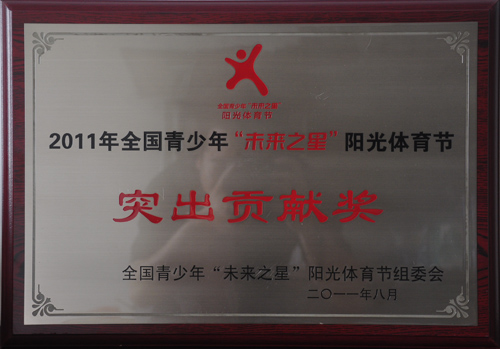 全国青少年“未来之星”
阳光体育节
2011年全国青少年“未来之星”阳光体育节
突出贡献奖
全国青少年“未来之星”阳光体育节组委会
二〇一一年八月